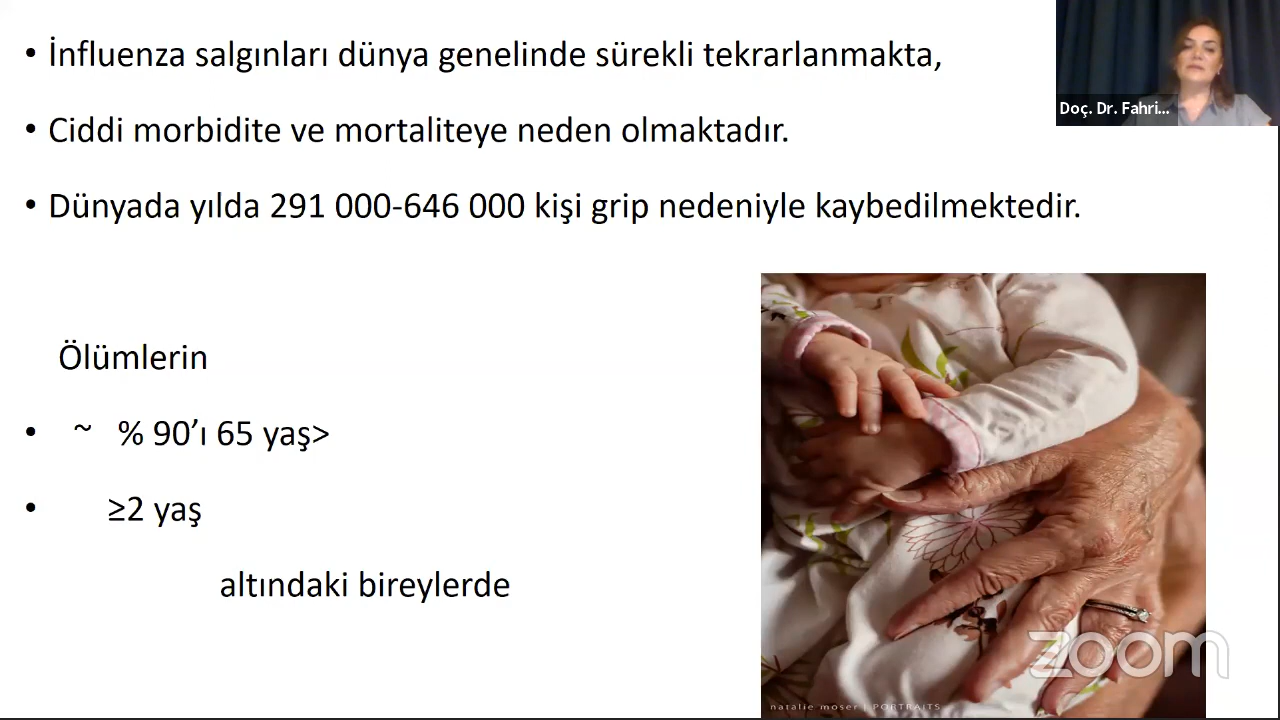 • İnfluenza salgınları dünya genelinde sürekli tekrarlanmakta,
• Ciddi morbidite ve mortaliteye neden olmaktadır.
• Dünyada yılda 291 000-646 000 kişi grip nedeniyle kaybedilmektedir.
Ölümlerin
• ~ % 90’ı 65 yaş>
• ≥2 yaş
altındaki bireylerde
Doç. Dr. Fahri...
zoom
natalie moser | PORTRAITS